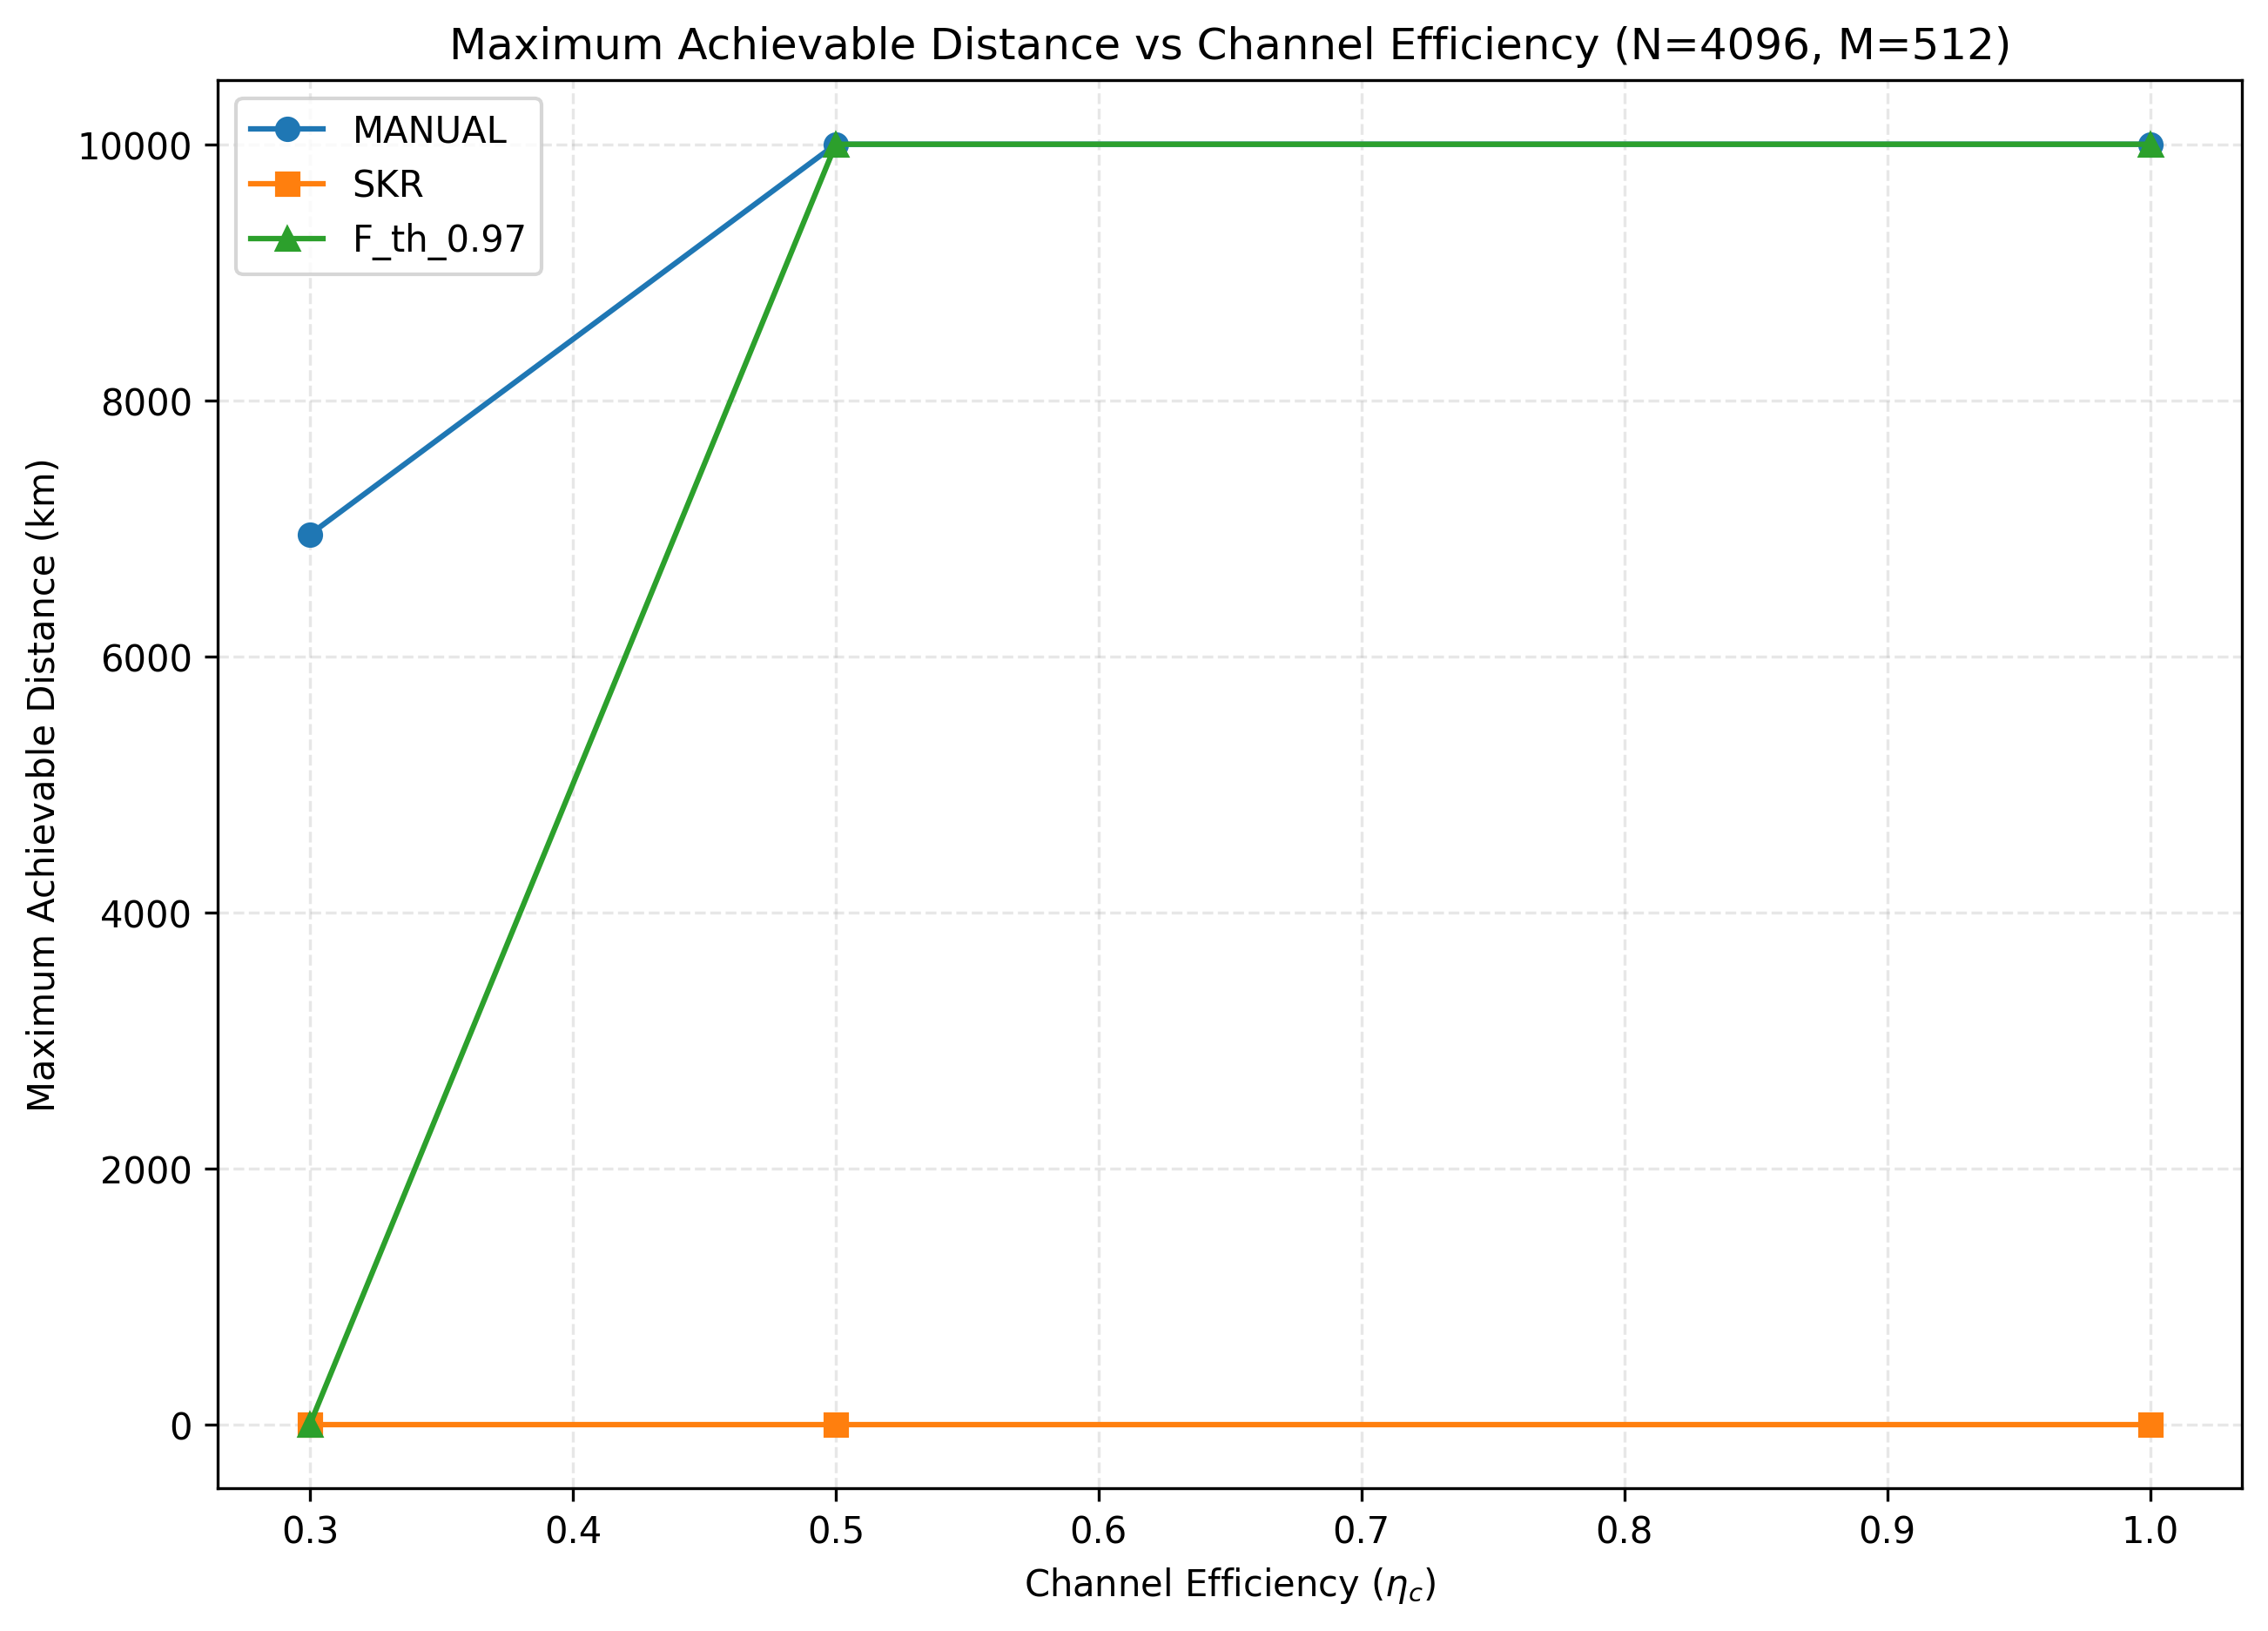 Maximum Achievable Distance vs Channel Efficiency (N=4096, M=512)
MANUAL
SKR
F_th_0.97
Maximum Achievable Distance (km)
10000
8000
6000
4000
2000
0
0.3 0.4 0.5 0.6 0.7 0.8 0.9 1.0
Channel Efficiency (η_c)